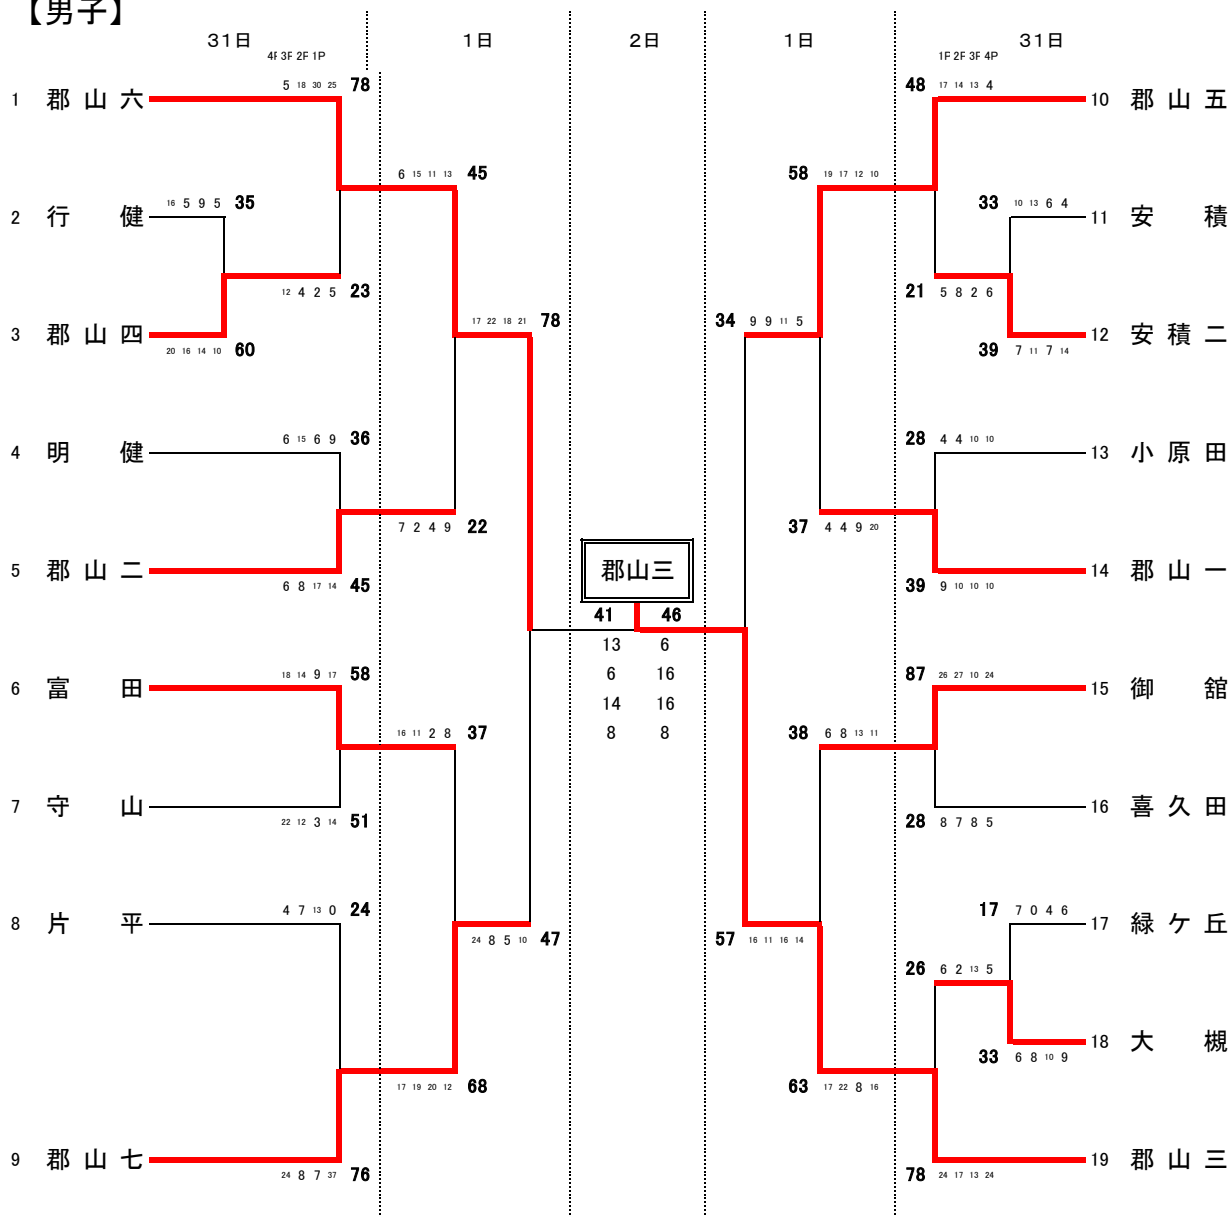 【男子】
31日 1日 2日 1日 31日
4F 3F 2F 1P 1F 2F 3F 4P
5 18 30 25 78 48 17 14 13 4
1 郡山六 10 郡山五
6 15 11 13 45 58 19 17 12 10
16 5 9 5 35 33 10 13 6 4
2 行健 11 安積
12 4 2 5 23 21 5 8 2 6
17 22 18 21 78 34 9 9 11 5
3 郡山四 12 安積二
20 16 14 10 60 39 7 11 7 14
6 15 6 9 36 28 4 4 10 10
4 明健 13 小原田
7 2 4 9 22 37 4 4 9 20
5 郡山二 郡山三 14 郡山一
6 8 17 14 45 39 9 10 10 10
41 46
13 6
6 16
14 16
8 8
18 14 9 17 58 87 26 27 10 24
6 富田 15 御舘
16 11 2 8 37 38 6 8 13 11
7 守山 16 喜久田
22 12 3 14 51 28 8 7 8 5
4 7 13 0 24 17 7 0 4 6
8 片平 17 緑ケ丘
24 8 5 10 47 57 16 11 16 14
26 6 2 13 5
18 大槻
33 6 8 10 9
17 19 20 12 68 63 17 22 8 16
9 郡山七 19 郡山三
24 8 7 37 76 78 24 17 13 24